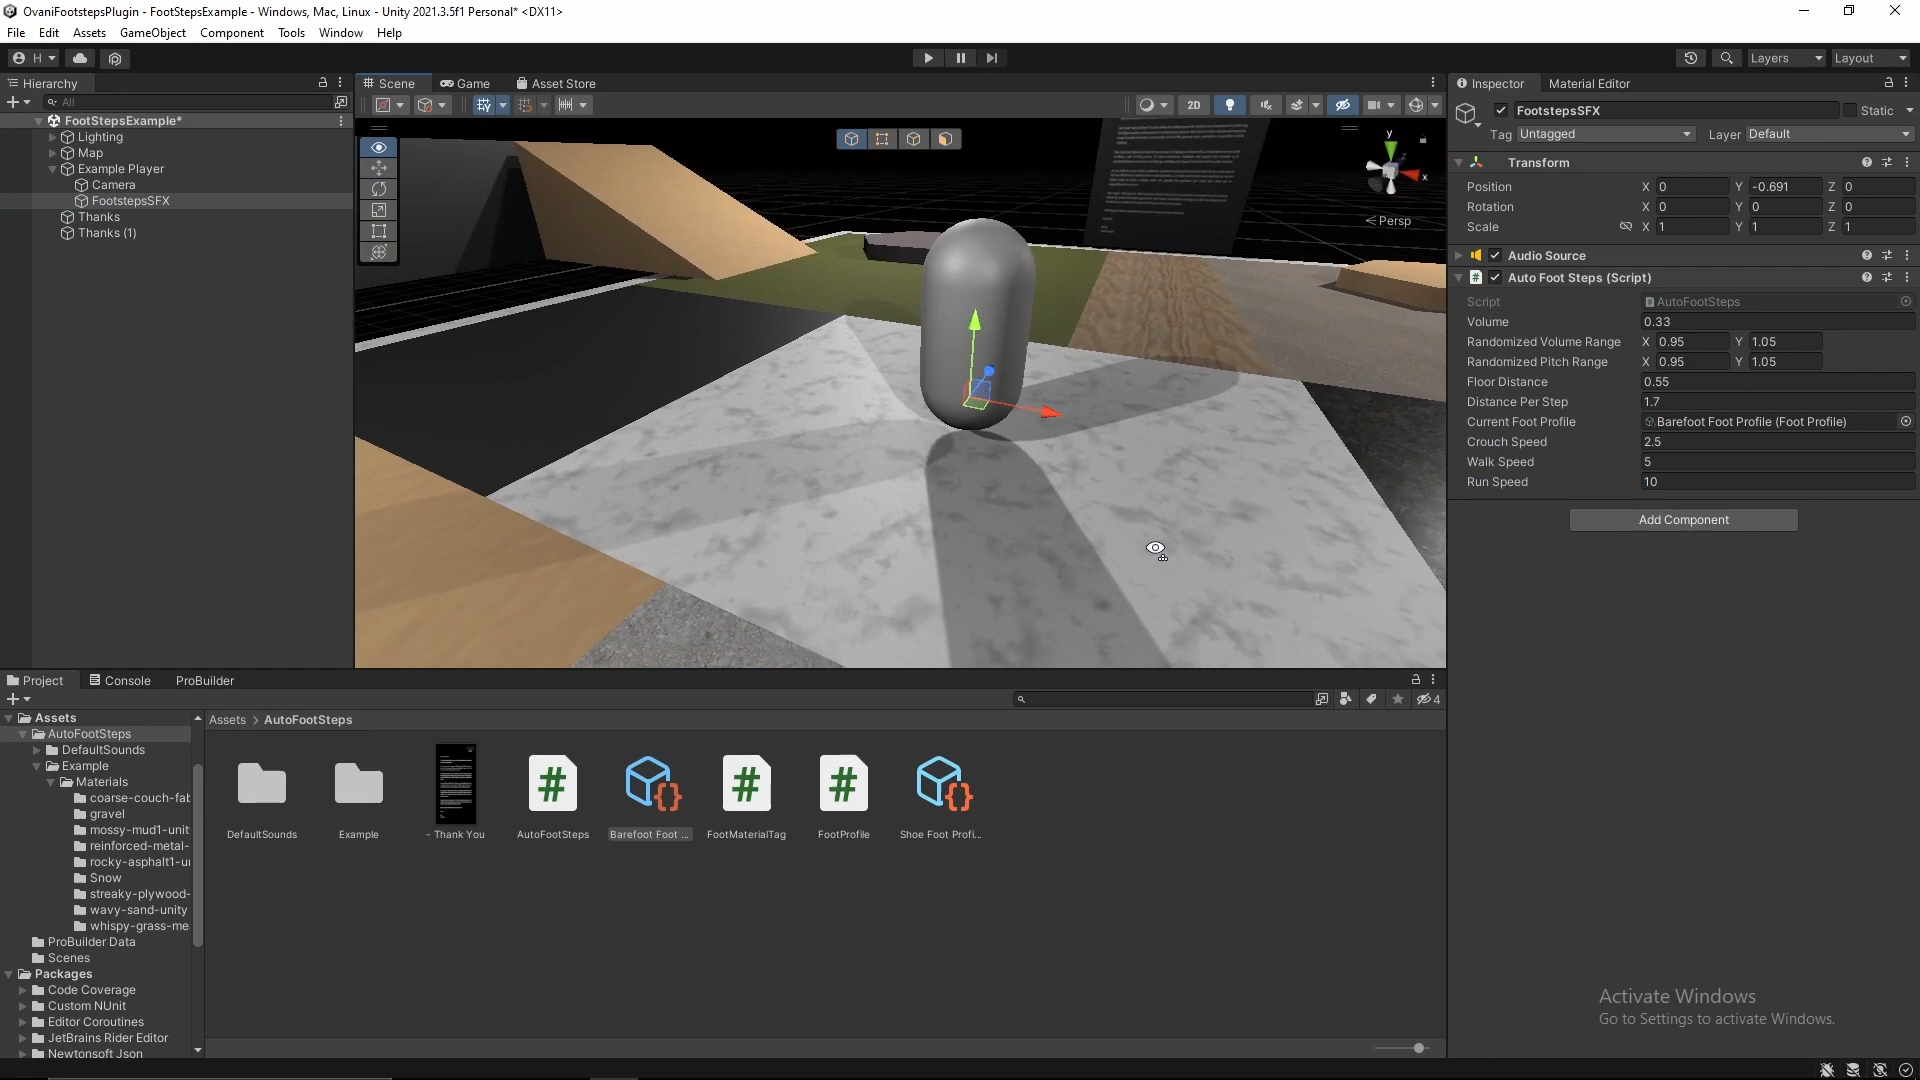 OvaniFootstepsPlugin - FootStepsExample - Windows, Mac, Linux - Unity 2021.3.5f1 Personal* <DX11>
File Edit Assets GameObject Component Tools Window Help
H Layers Layout
Hierarchy
All
FootStepsExample*
Lighting
Map
Example Player
Camera
FootstepsSFX
Thanks
Thanks (1)
Scene Game Asset Store
2D
y
x
< Persp
Inspector Material Editor
FootstepsSFX Static
Tag Untagged Layer Default
Transform
Position X 0 Y -0.691 Z 0
Rotation X 0 Y 0 Z 0
Scale X 1 Y 1 Z 1
Audio Source
# Auto Foot Steps (Script)
Script AutoFootSteps
Volume 0.33
Randomized Volume Range X 0.95 Y 1.05
Randomized Pitch Range X 0.95 Y 1.05
Floor Distance 0.55
Distance Per Step 1.7
Current Foot Profile Barefoot Foot Profile (Foot Profile)
Crouch Speed 2.5
Walk Speed 5
Run Speed 10
Add Component
Project Console ProBuilder
4
Assets
AutoFootSteps
DefaultSounds
Example
Materials
coarse-couch-fab
gravel
mossy-mud1-unit
reinforced-metal-
rocky-asphalt1-u
Snow
streaky-plywood-
wavy-sand-unity
whispy-grass-me
ProBuilder Data
Scenes
Packages
Code Coverage
Custom NUnit
Editor Coroutines
JetBrains Rider Editor
Newtonsoft Json
Assets > AutoFootSteps
DefaultSounds
Example
- Thank You
AutoFootSteps
Barefoot Foot ...
FootMaterialTag
FootProfile
Shoe Foot Profi...
Activate Windows
Go to Settings to activate Windows.